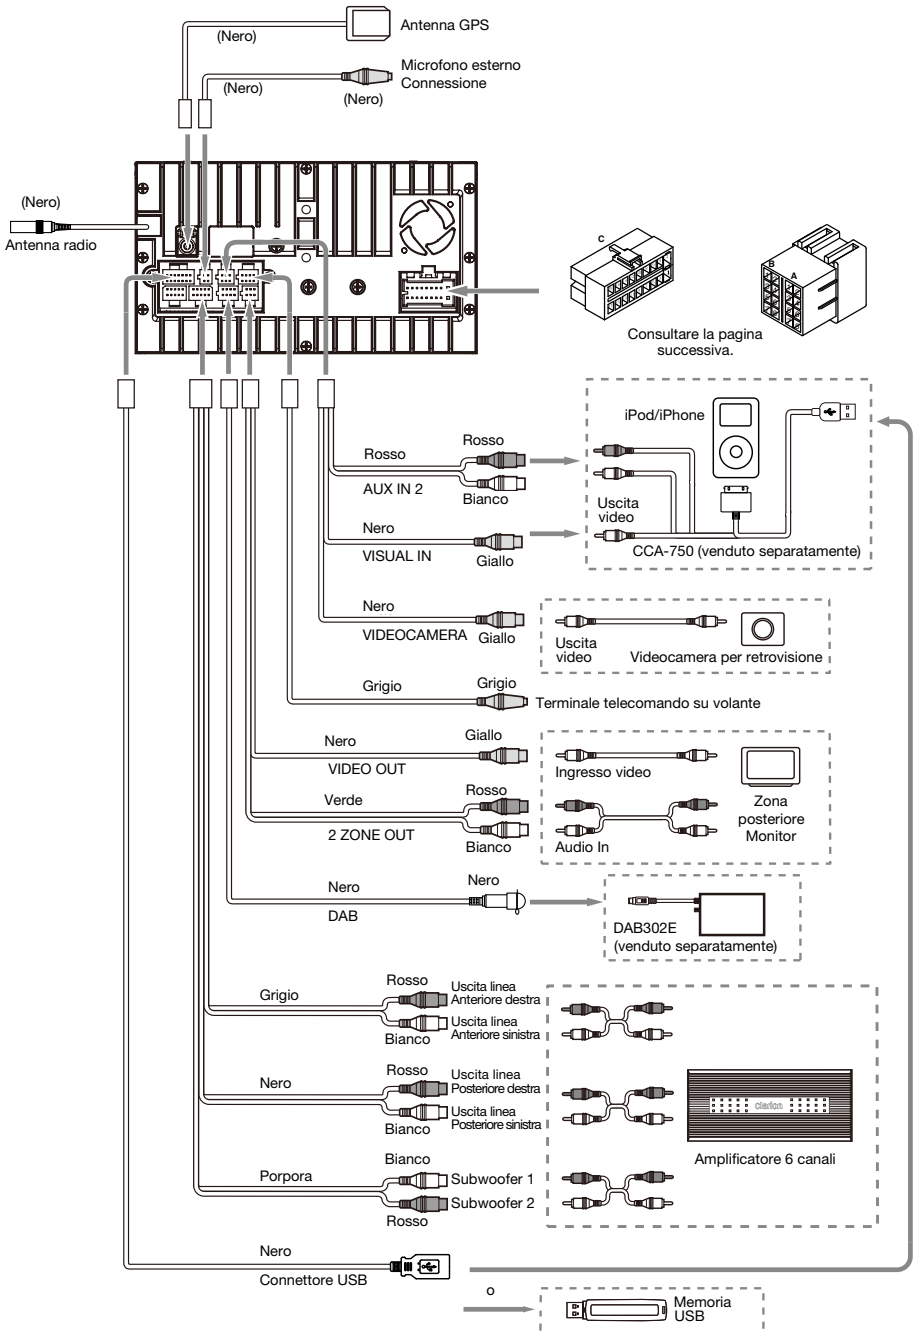 Antenna GPS
(Nero)
Microfono esterno
Connessione
(Nero)
(Nero)
(Nero)
Antenna radio
C
B
A
Consultare la pagina
successiva.
iPod/iPhone
Rosso
Rosso
AUX IN 2
Bianco
Uscita
video
Nero
VISUAL IN
Giallo
CCA-750 (venduto separatamente)
Nero
VIDEOCAMERA
Giallo
Uscita
video
Videocamera per retrovisione
Grigio
Grigio
Terminale telecomando su volante
Nero
Giallo
VIDEO OUT
Ingresso video
Verde
Rosso
2 ZONE OUT
Bianco
Audio In
Zona
posteriore
Monitor
Nero
Nero
DAB
DAB302E
(venduto separatamente)
Grigio
Rosso
Uscita linea
Anteriore destra
Bianco
Uscita linea
Anteriore sinistra
Nero
Rosso
Uscita linea
Posteriore destra
Bianco
Uscita linea
Posteriore sinistra
Clarion
Amplificatore 6 canali
Porpora
Bianco
Subwoofer 1
Subwoofer 2
Rosso
Nero
Connettore USB
o
Memoria
USB